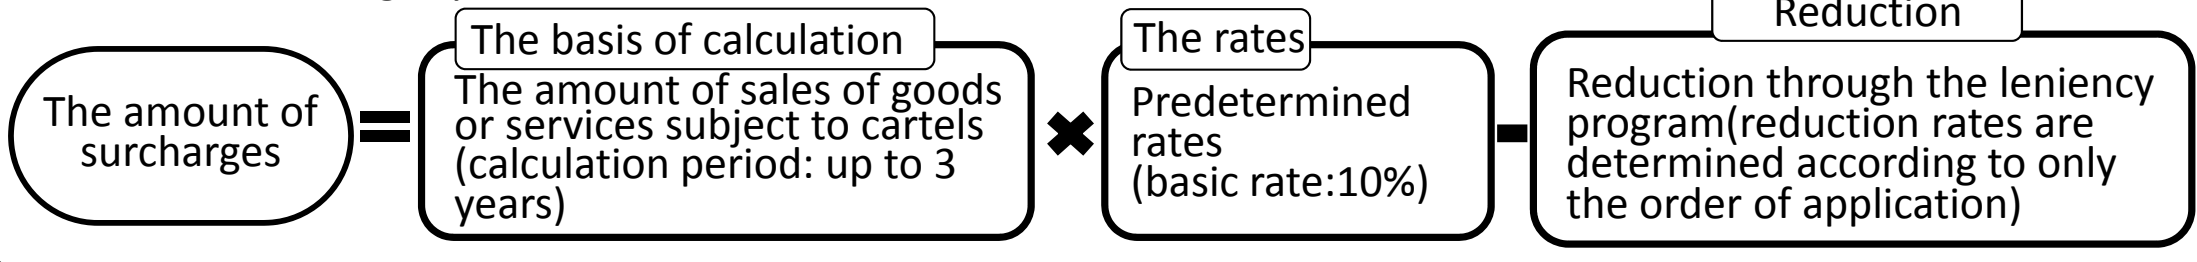 The amount of
surcharges
=
The basis of calculation
The amount of sales of goods
or services subject to cartels
(calculation period: up to 3
years)
✖
The rates
Predetermined
rates
(basic rate:10%)
-
Reduction
Reduction through the leniency
program(reduction rates are
determined according to only
the order of application)